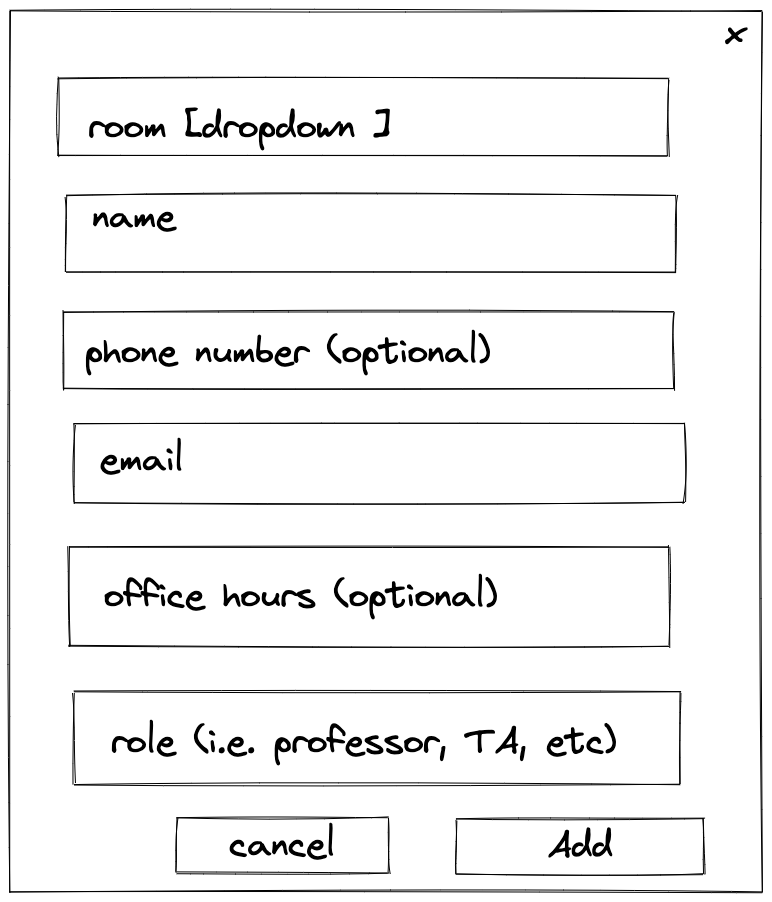 x
room [dropdown ]
name
phone number (optional)
email
office hours (optional)
role (i.e. professor, TA, etc)
cancel
Add